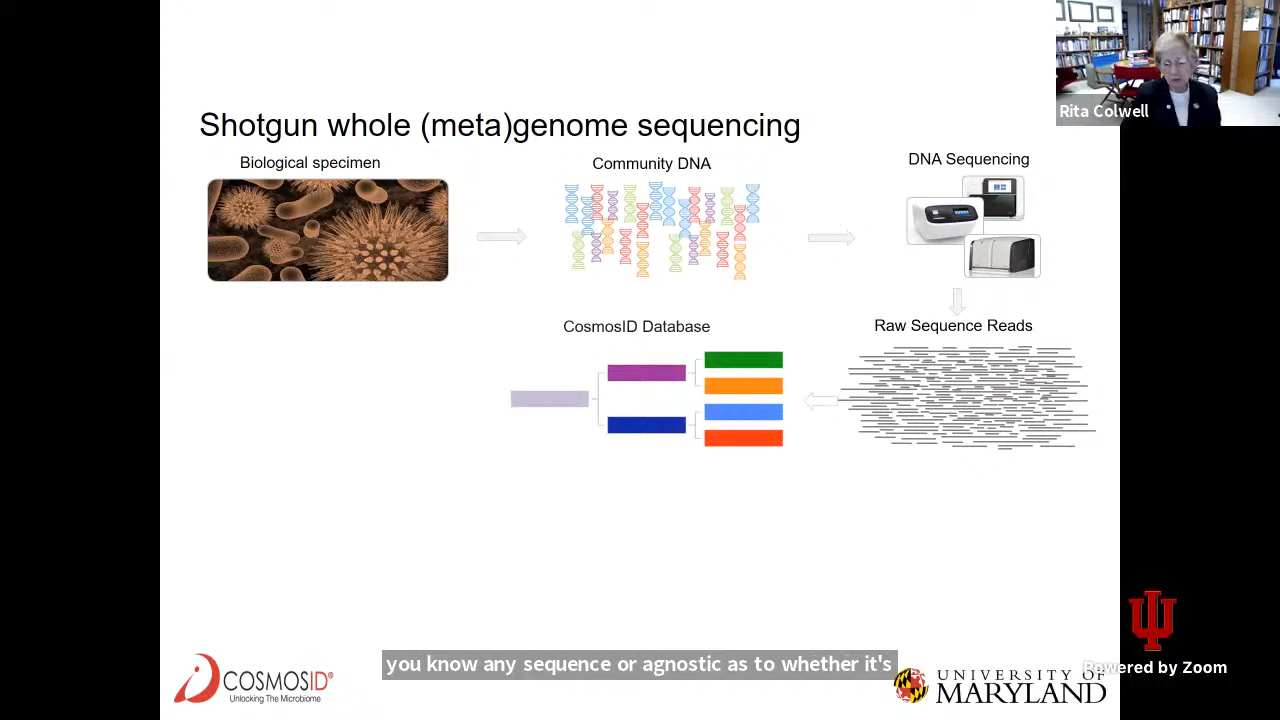 Rita Colwell
Shotgun whole (meta)genome sequencing
Biological specimen
Community DNA
DNA Sequencing
CosmosID Database
Raw Sequence Reads
you know any sequence or agnostic as to whether it's
COSMOSID®
Unlocking The Microbiome
UNIVERSITY OF
MARYLAND
Powered by Zoom